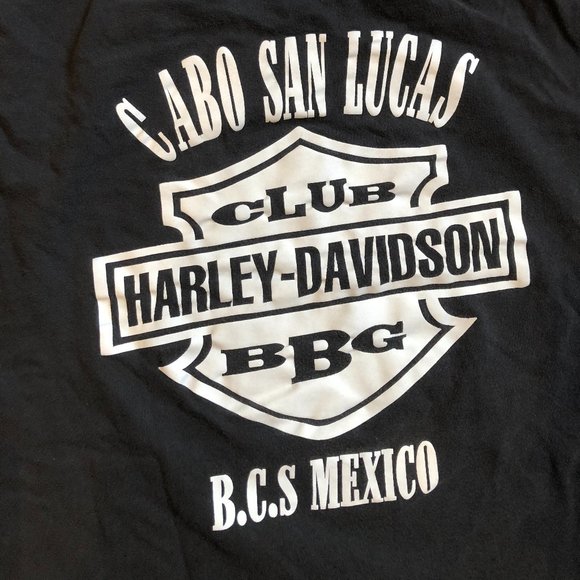 CABO SAN LUCAS
CLUB
HARLEY-DAVIDSON
BBG
B.C.S MEXICO